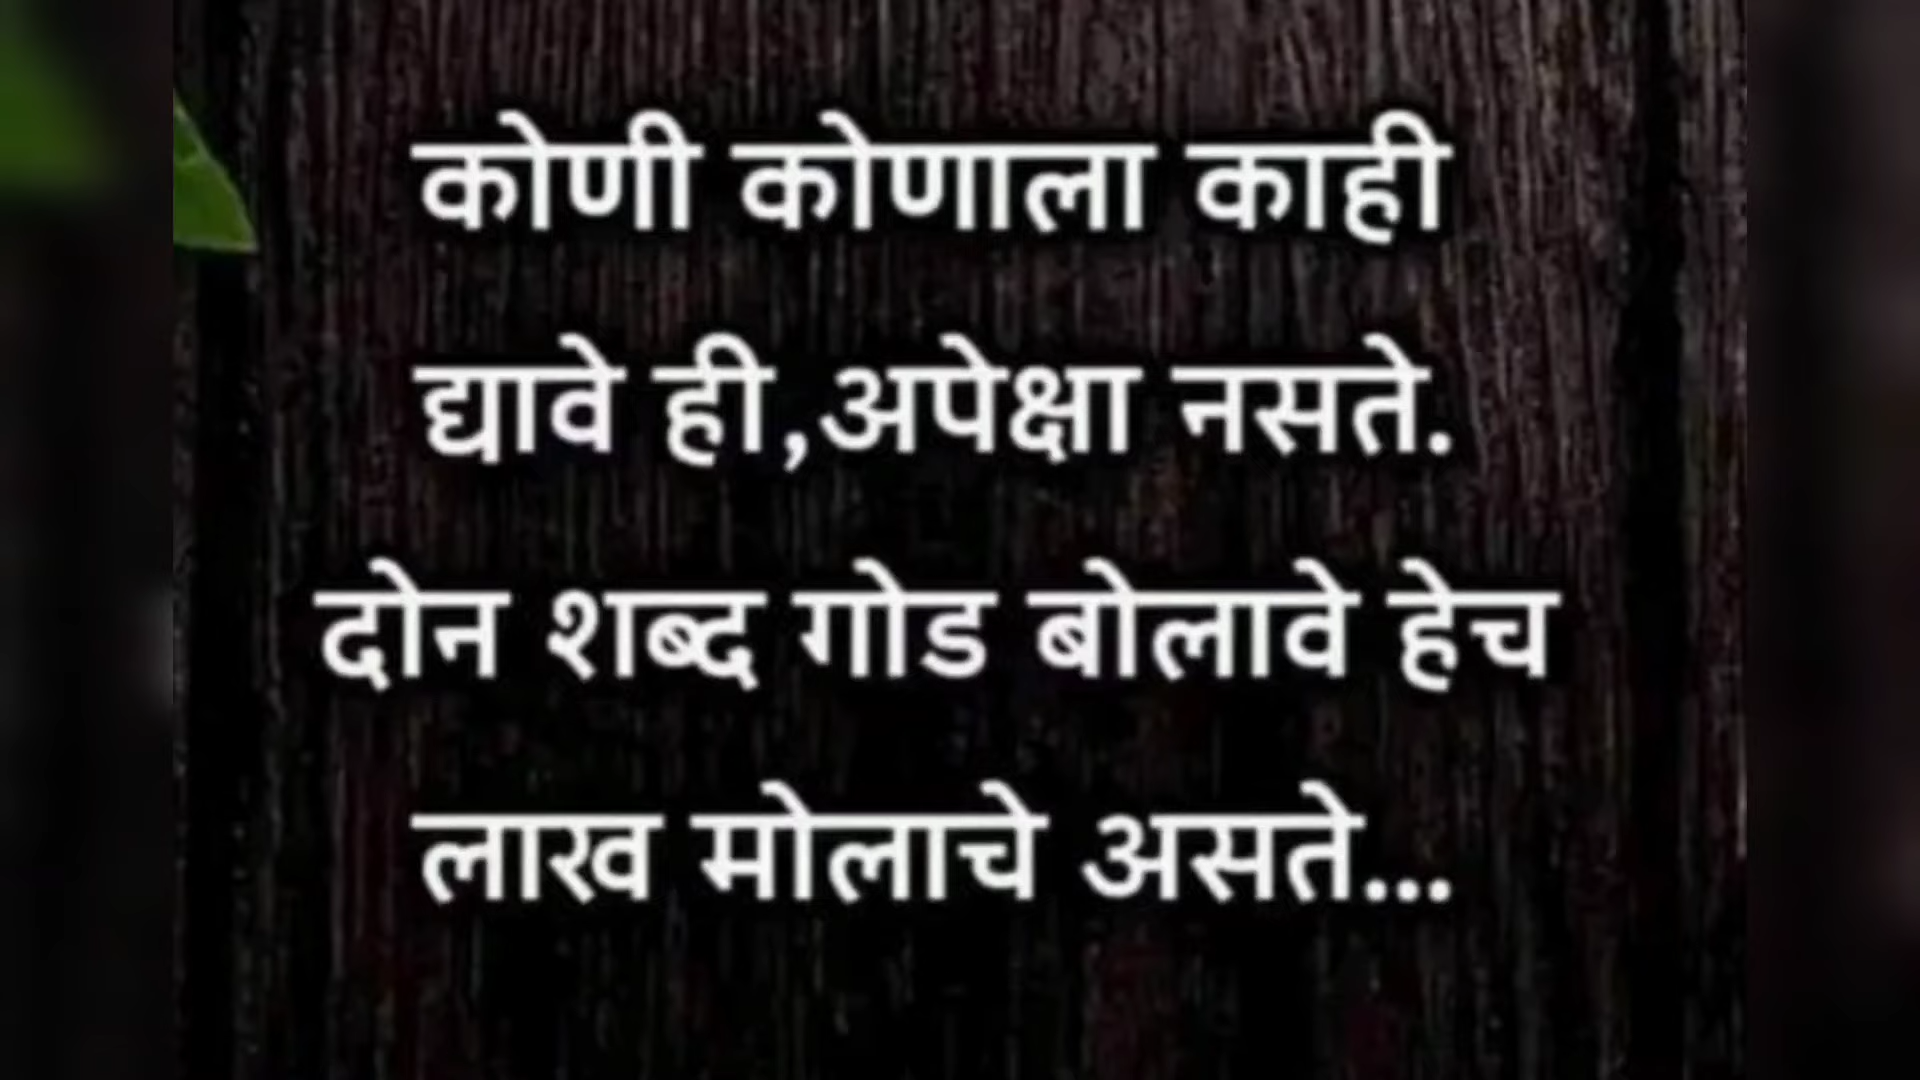 कोणी कोणाला काही
द्यावे ही,अपेक्षा नसते.
दोन शब्द गोड बोलावे हेच
लाख मोलाचे असते...